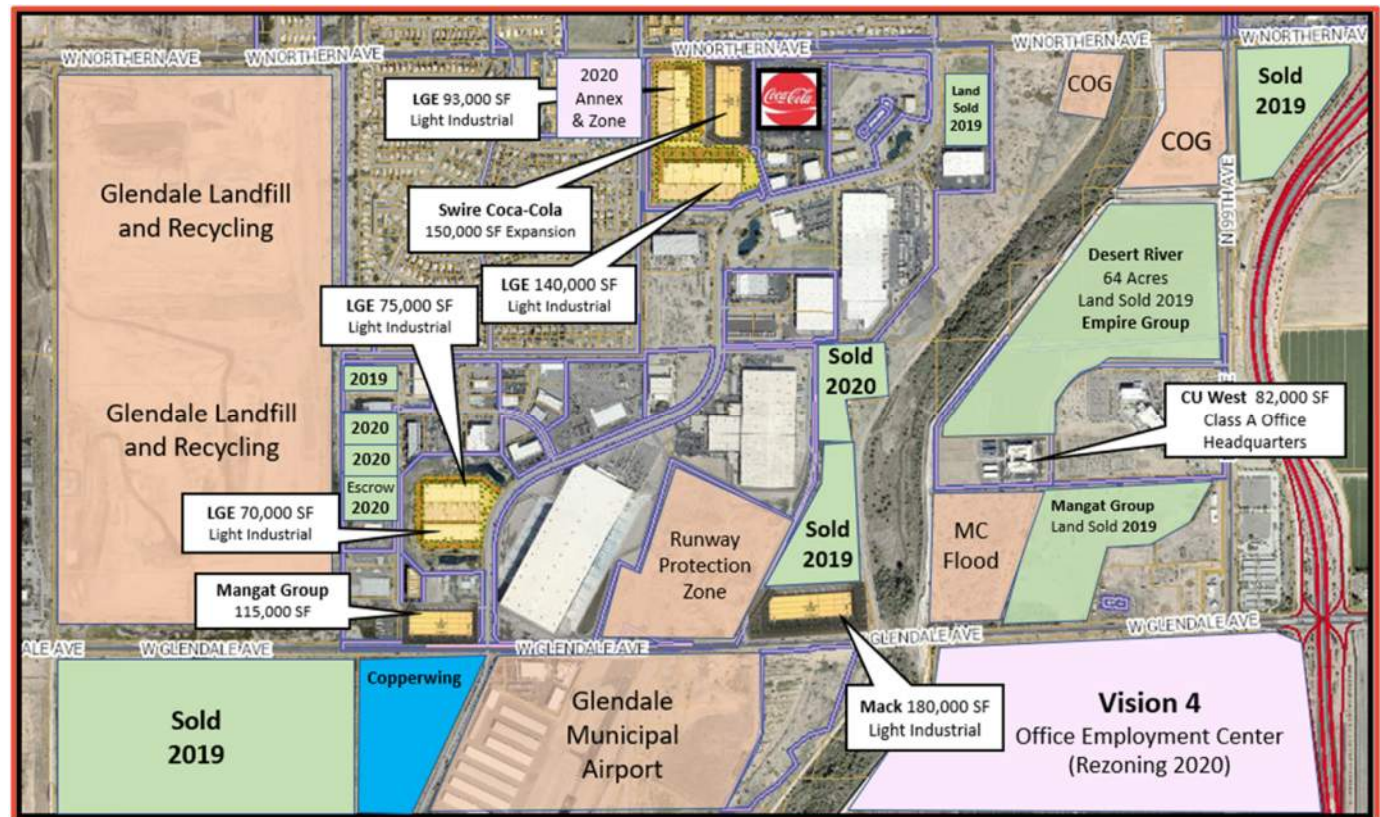 W NORTHERN AVE
W NORTHERN AVE
W NORTHERN AVE
W NORTHERN AVE
W NORTHERN AV
LGE 93,000 SF
Light Industrial
2020
Annex
& Zone
Coca-Cola
Land
Sold
2019
COG
COG
Sold
2019
N 99TH AVE
Glendale Landfill
and Recycling
Swire Coca-Cola
150,000 SF Expansion
LGE 140,000 SF
Light Industrial
LGE 75,000 SF
Light Industrial
Desert River
64 Acres
Land Sold 2019
Empire Group
Sold
2020
CU West 82,000 SF
Class A Office
Headquarters
2019
2020
2020
Escrow
2020
Glendale Landfill
and Recycling
LGE 70,000 SF
Light Industrial
Mangat Group
115,000 SF
Runway
Protection
Zone
Sold
2019
MC
Flood
Mangat Group
Land Sold 2019
ALE AVE
W GLENDALE AVE
W GLENDALE AVE
GLENDALE AVE
W GLENDALE AVE
Sold
2019
Copperwing
Glendale
Municipal
Airport
Mack 180,000 SF
Light Industrial
Vision 4
Office Employment Center
(Rezoning 2020)